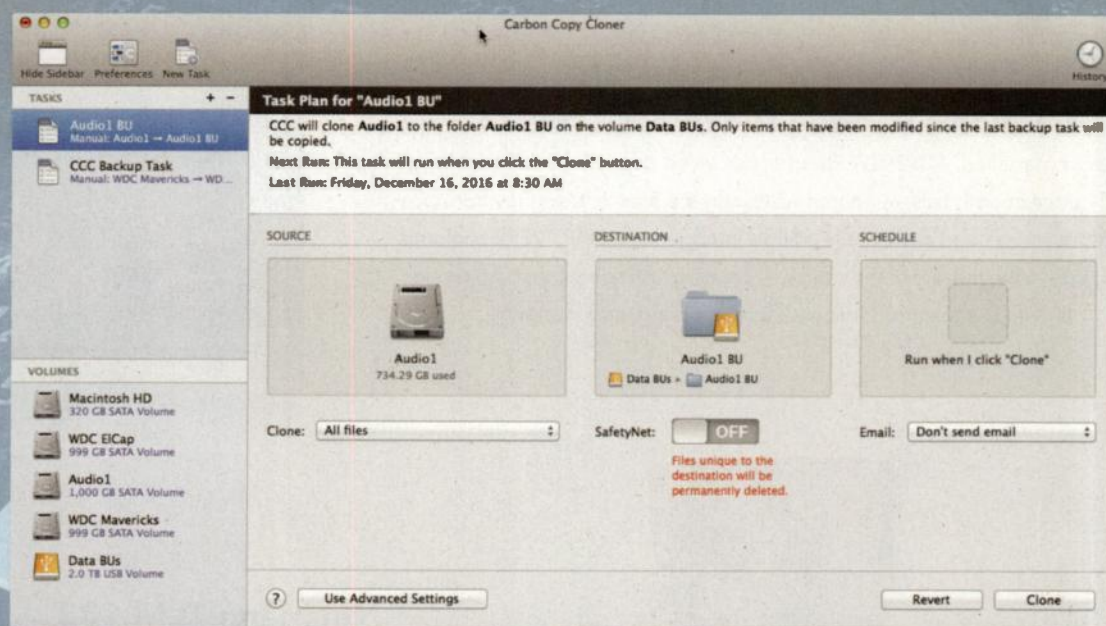 Carbon Copy Cloner
Hide Sidebar Preferences New Task
History
TASKS + -
Audio1 BU
Manual: Audio1 → Audio1 BU
CCC Backup Task
Manual: WDC Mavericks → WD...
Task Plan for "Audio1 BU"
CCC will clone Audio1 to the folder Audio1 BU on the volume Data BUs. Only items that have been modified since the last backup task will
be copied.
Next Run: This task will run when you click the "Clone" button.
Last Run: Friday, December 16, 2016 at 8:30 AM
SOURCE
DESTINATION
SCHEDULE
Audio1
734.29 GB used
Audio1 BU
Data BUs ▸ Audio1 BU
Run when I click "Clone"
Clone: All files
SafetyNet: OFF
Files unique to the
destination will be
permanently deleted.
Email: Don't send email
VOLUMES
Macintosh HD
320 GB SATA Volume
WDC ElCap
999 GB SATA Volume
Audio1
1,000 GB SATA Volume
WDC Mavericks
999 GB SATA Volume
Data BUs
2.0 TB USB Volume
? Use Advanced Settings
Revert
Clone